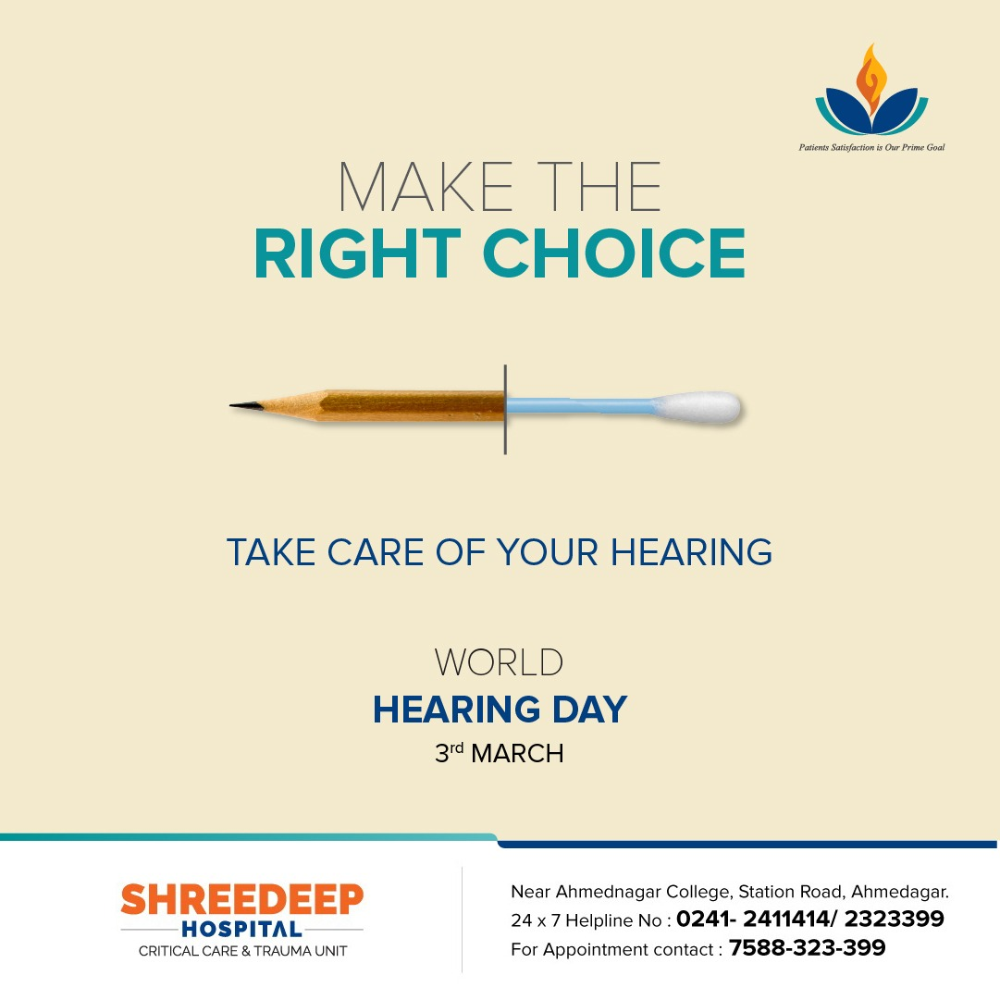 Patients Satisfaction is Our Prime Goal
MAKE THE
RIGHT CHOICE
TAKE CARE OF YOUR HEARING
WORLD
HEARING DAY
3rd MARCH
SHREEDEEP
HOSPITAL
CRITICAL CARE & TRAUMA UNIT
Near Ahmednagar College, Station Road, Ahmedagar.
24 x 7 Helpline No : 0241- 2411414/ 2323399
For Appointment contact : 7588-323-399